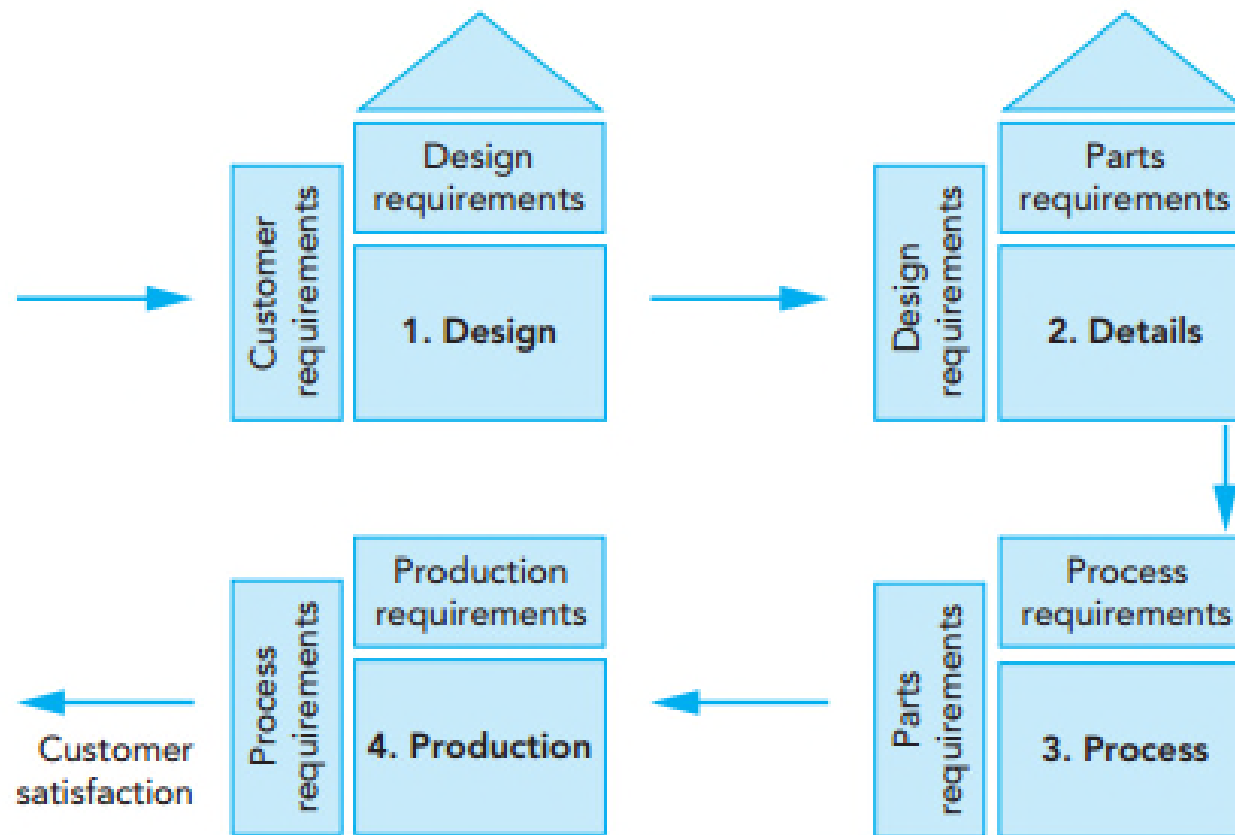 Design
requirements
Customer
requirements
1. Design
Parts
requirements
Design
requirements
2. Details
Process
requirements
Parts
requirements
3. Process
Production
requirements
Process
requirements
4. Production
Customer
satisfaction